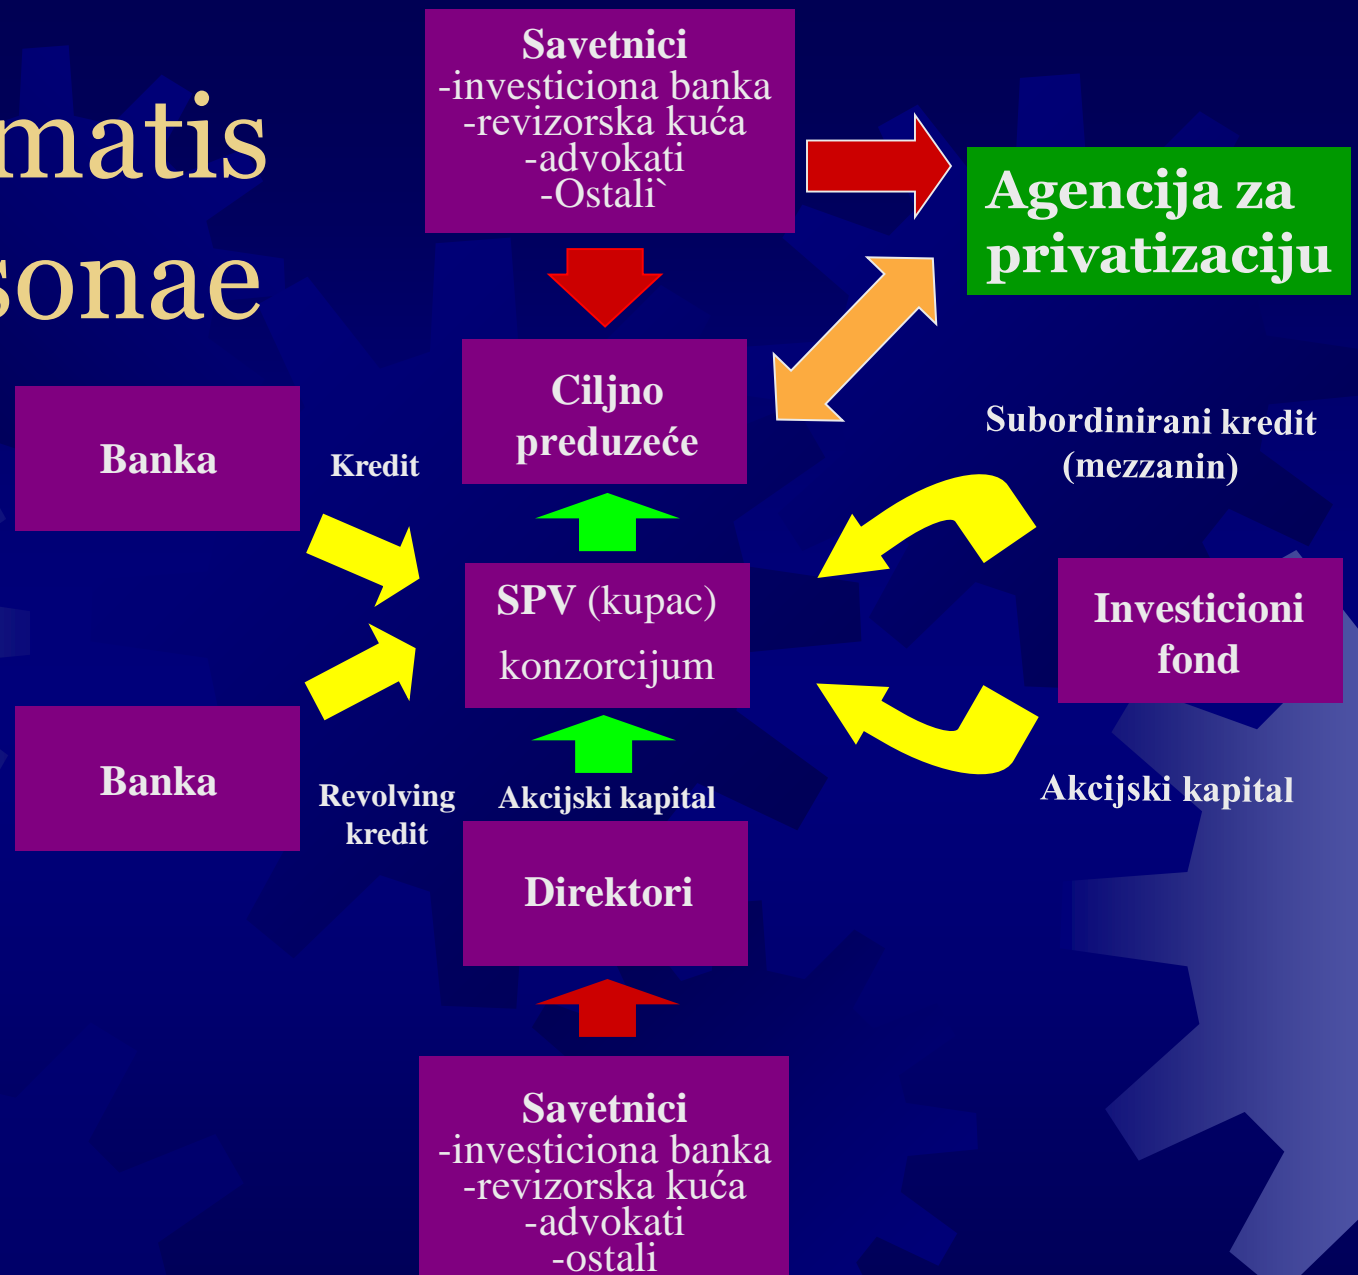 matis
sonae
Savetnici
-investiciona banka
-revizorska kuća
-advokati
-Ostali`
Agencija za
privatizaciju
Ciljno
preduzeće
Banka
Kredit
Subordinirani kredit
(mezzanin)
SPV (kupac)
konzorcijum
Investicioni
fond
Banka
Revolving
kredit
Akcijski kapital
Akcijski kapital
Direktori
Savetnici
-investiciona banka
-revizorska kuća
-advokati
-ostali